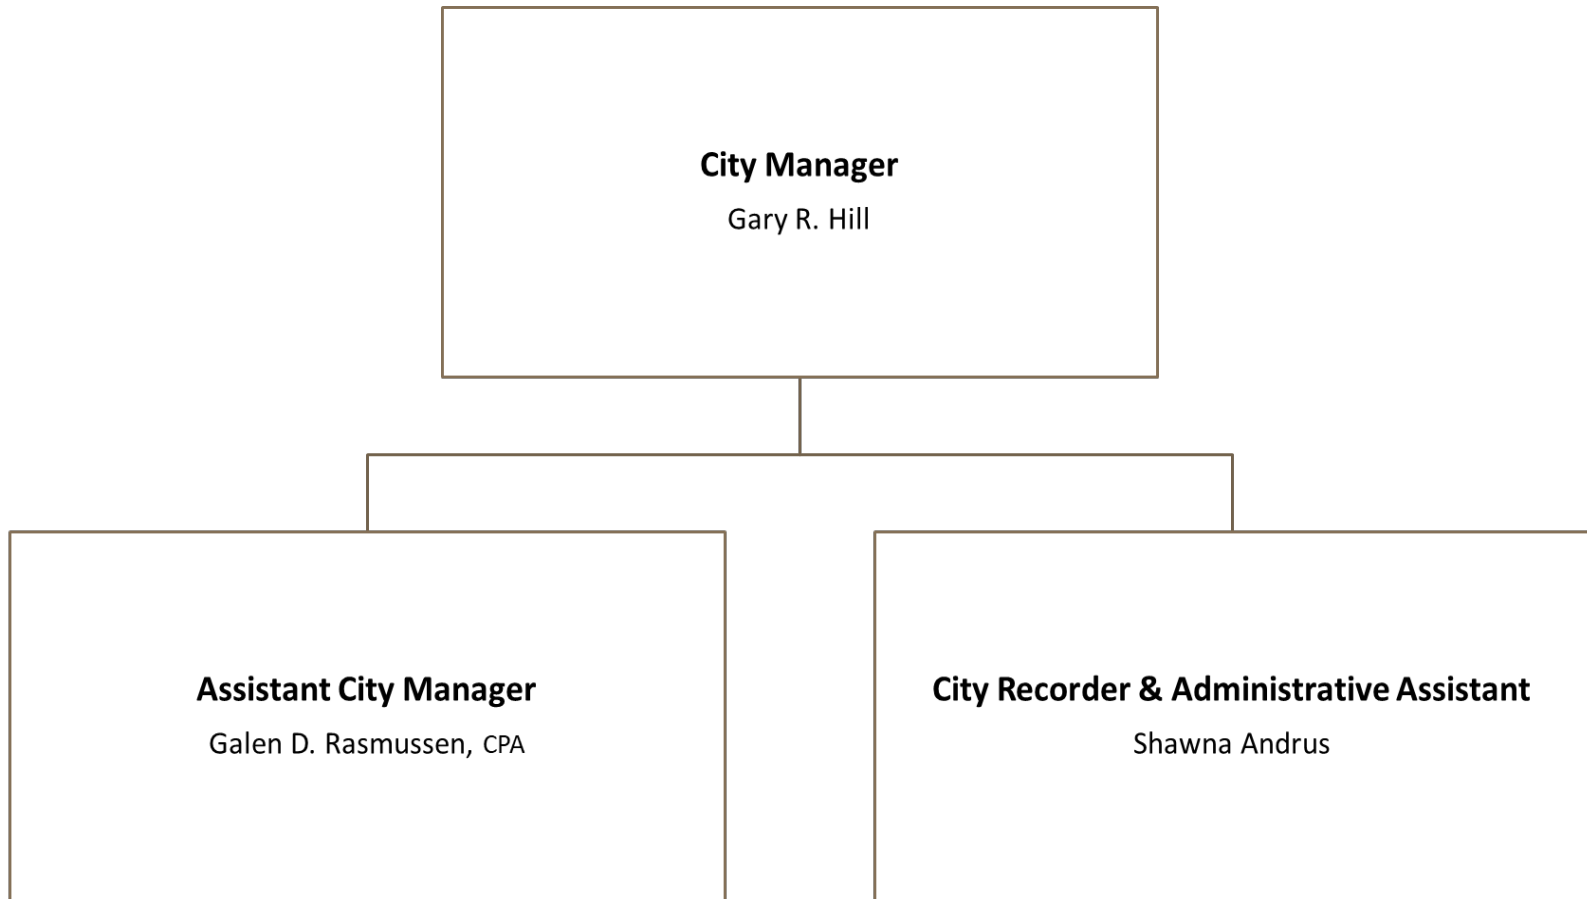 City Manager
Gary R. Hill
Assistant City Manager
Galen D. Rasmussen, CPA
City Recorder & Administrative Assistant
Shawna Andrus